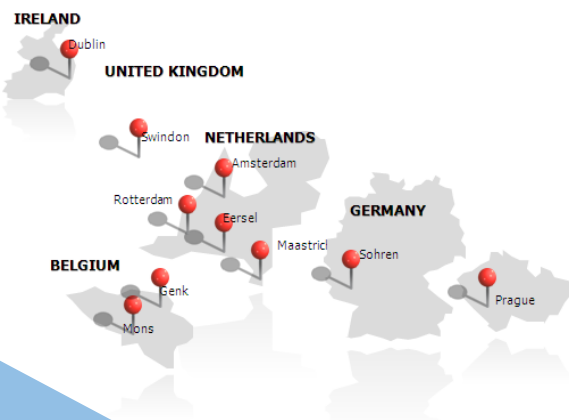 IRELAND
Dublin
UNITED KINGDOM
Swindon
NETHERLANDS
Amsterdam
Rotterdam
Eersel
GERMANY
Maastricl
Sohren
BELGIUM
Genk
Prague
Mons